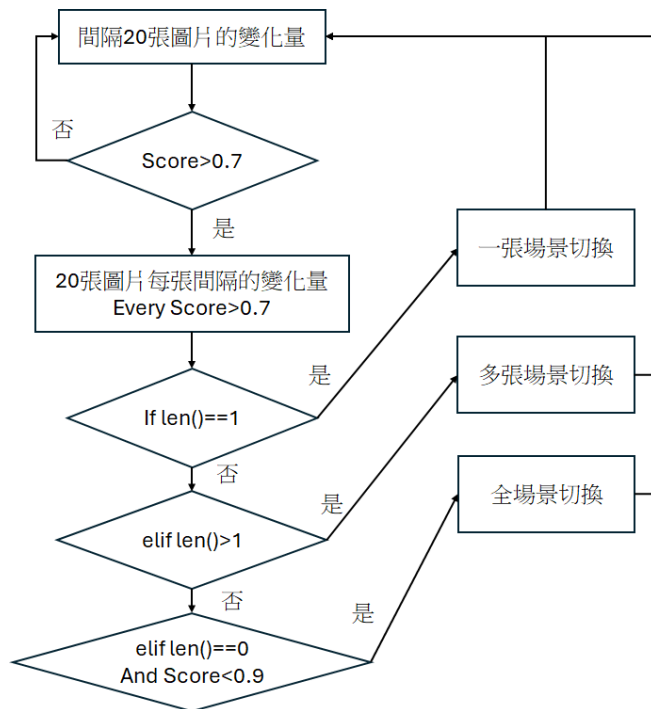 間隔20張圖片的變化量
否
Score>0.7
是
20張圖片每張間隔的變化量
Every Score>0.7
一張場景切換
是
If len()==1
多張場景切換
否
是
elif len()>1
全場景切換
否
是
elif len()==0
And Score<0.9